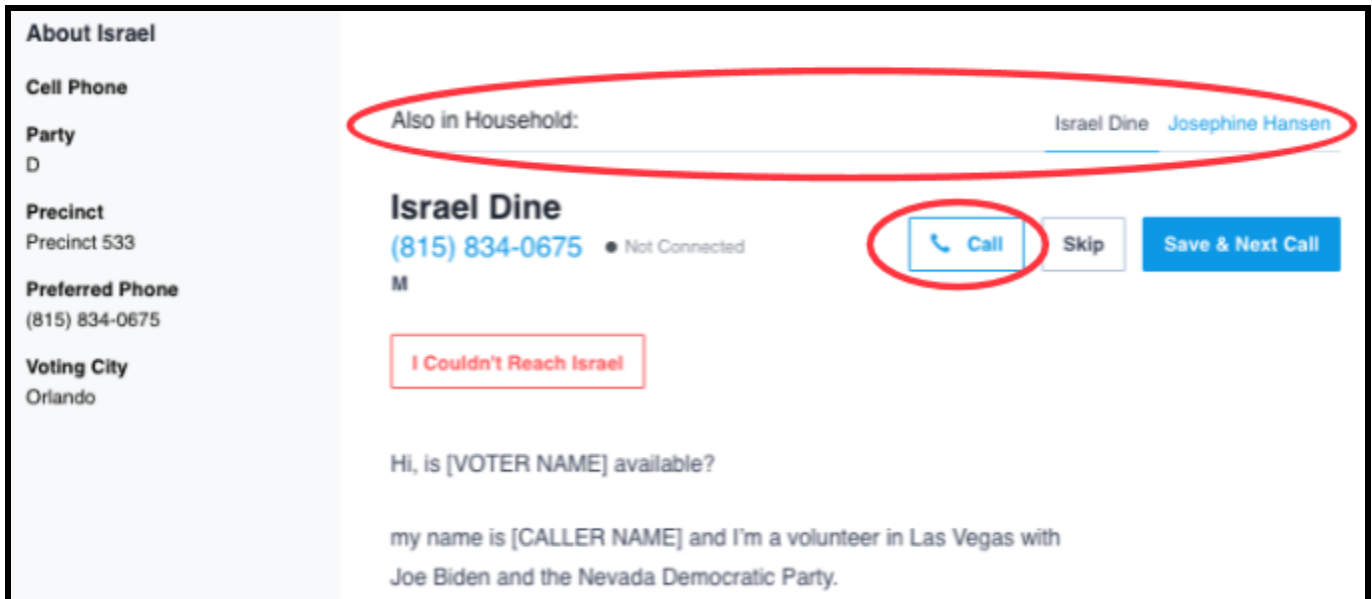 About Israel
Cell Phone
Party
D
Precinct
Precinct 533
Preferred Phone
(815) 834-0675
Voting City
Orlando
Also in Household:
Israel Dine Josephine Hansen
Israel Dine
(815) 834-0675 ● Not Connected
M
Call Skip Save & Next Call
I Couldn't Reach Israel
Hi, is [VOTER NAME] available?
my name is [CALLER NAME] and I'm a volunteer in Las Vegas with
Joe Biden and the Nevada Democratic Party.